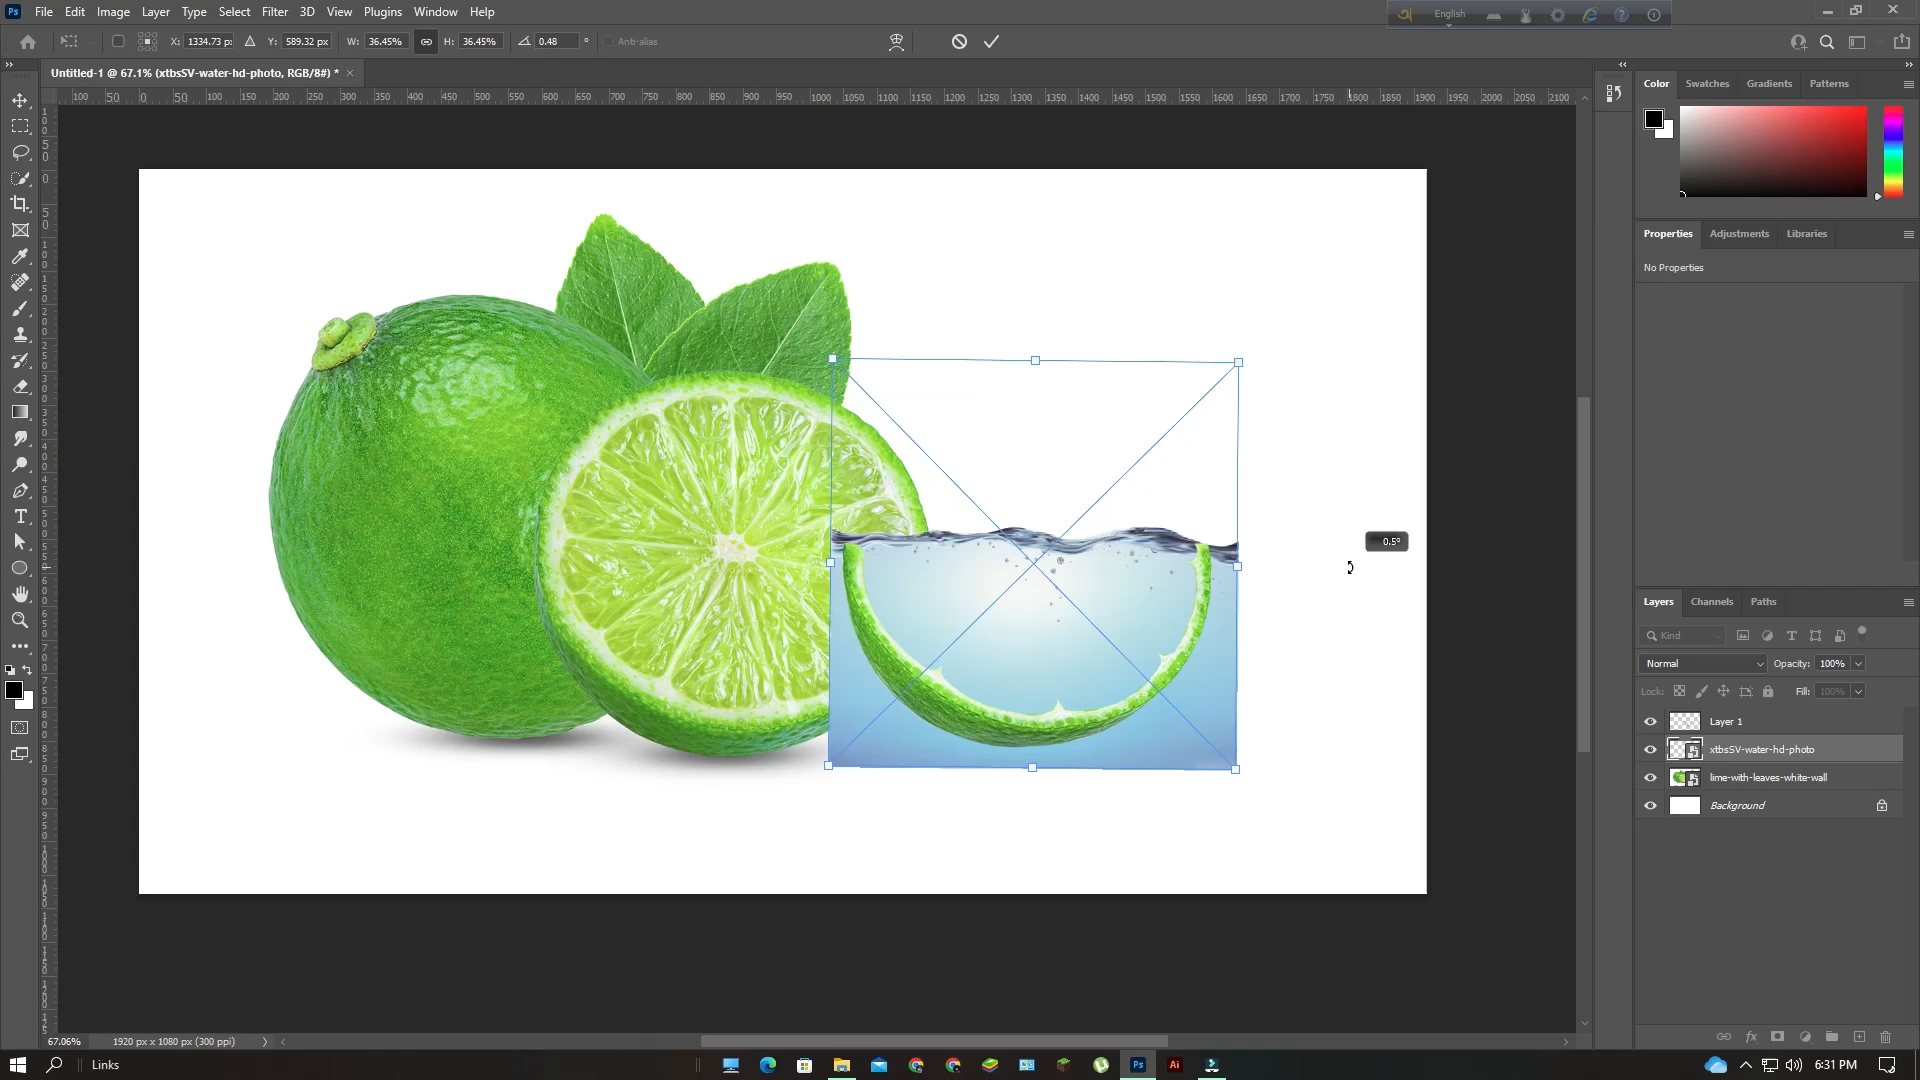 Ps File Edit Image Layer Type Select Filter 3D View Plugins Window Help
English
X: 1334.73 p: Y: 589.32 px W: 36.45% H: 36.45% 0.48 ° Anti-alias
Untitled-1 @ 67.1% (xtbsSV-water-hd-photo, RGB/8#) * ×
100 50 0 50 100 150 200 250 300 350 400 450 500 550 600 650 700 750 800 850 900 950 1000 1050 1100 1150 1200 1250 1300 1350 1400 1450 1500 1550 1600 1650 1700 1750 1800 1850 1900 1950 2000 2050 2100
Color Swatches Gradients Patterns
Properties Adjustments Libraries
No Properties
0.5°
Layers Channels Paths
Kind
Normal Opacity: 100%
Lock: Fill: 100%
Layer 1
xtbsSV-water-hd-photo
lime-with-leaves-white-wall
Background
67.06% 1920 px x 1080 px (300 ppi)
Links
Ps Ai
6:31 PM